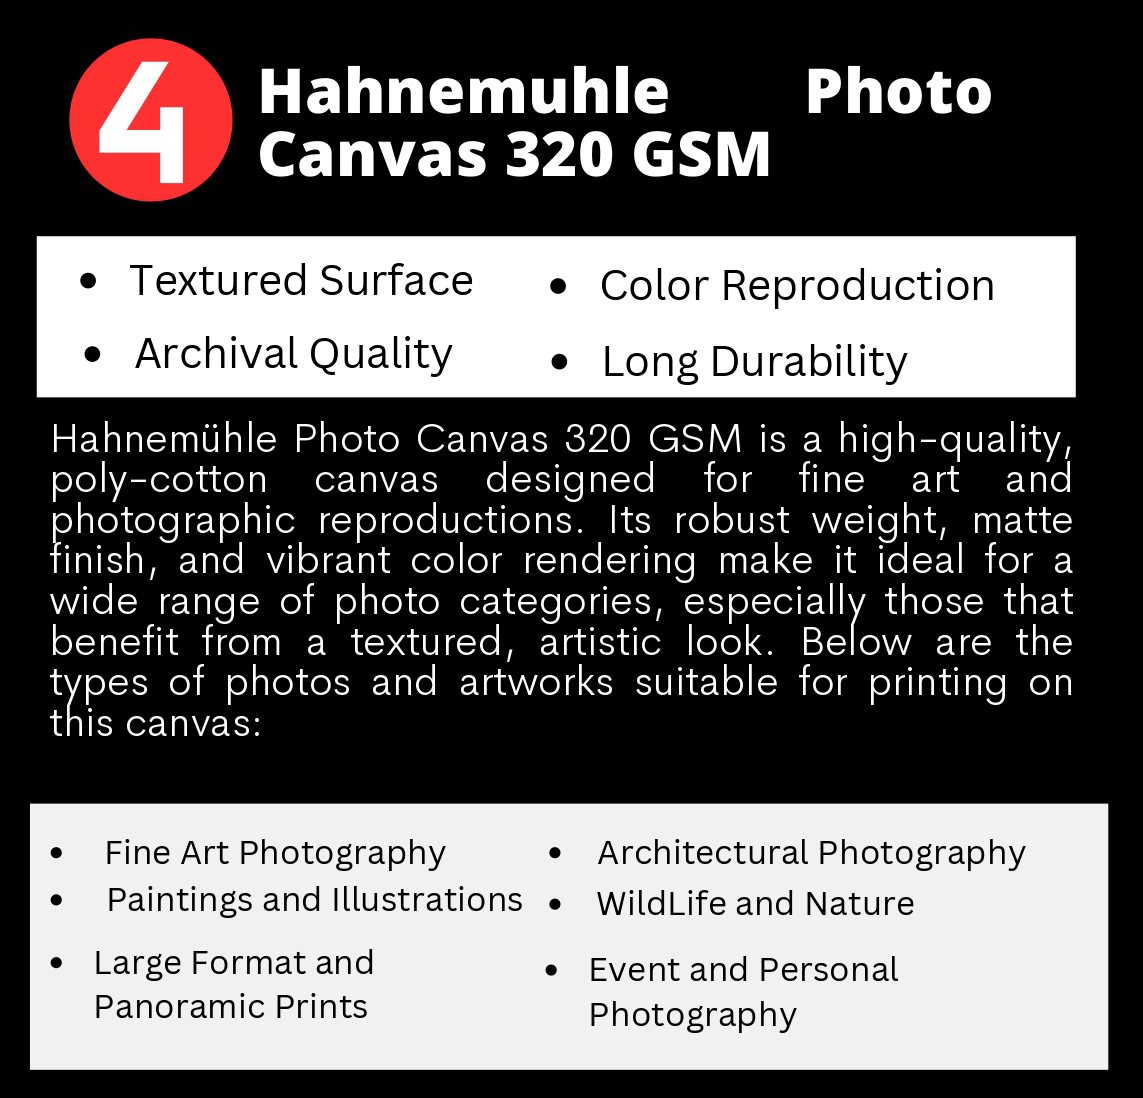 4
Hahnemuhle Photo
Canvas 320 GSM
• Textured Surface
• Archival Quality
• Color Reproduction
• Long Durability
Hahnemühle Photo Canvas 320 GSM is a high-quality,
poly-cotton canvas designed for fine art and
photographic reproductions. Its robust weight, matte
finish, and vibrant color rendering make it ideal for a
wide range of photo categories, especially those that
benefit from a textured, artistic look. Below are the
types of photos and artworks suitable for printing on
this canvas:
• Fine Art Photography
• Paintings and Illustrations
• Large Format and
Panoramic Prints
• Architectural Photography
• WildLife and Nature
• Event and Personal
Photography